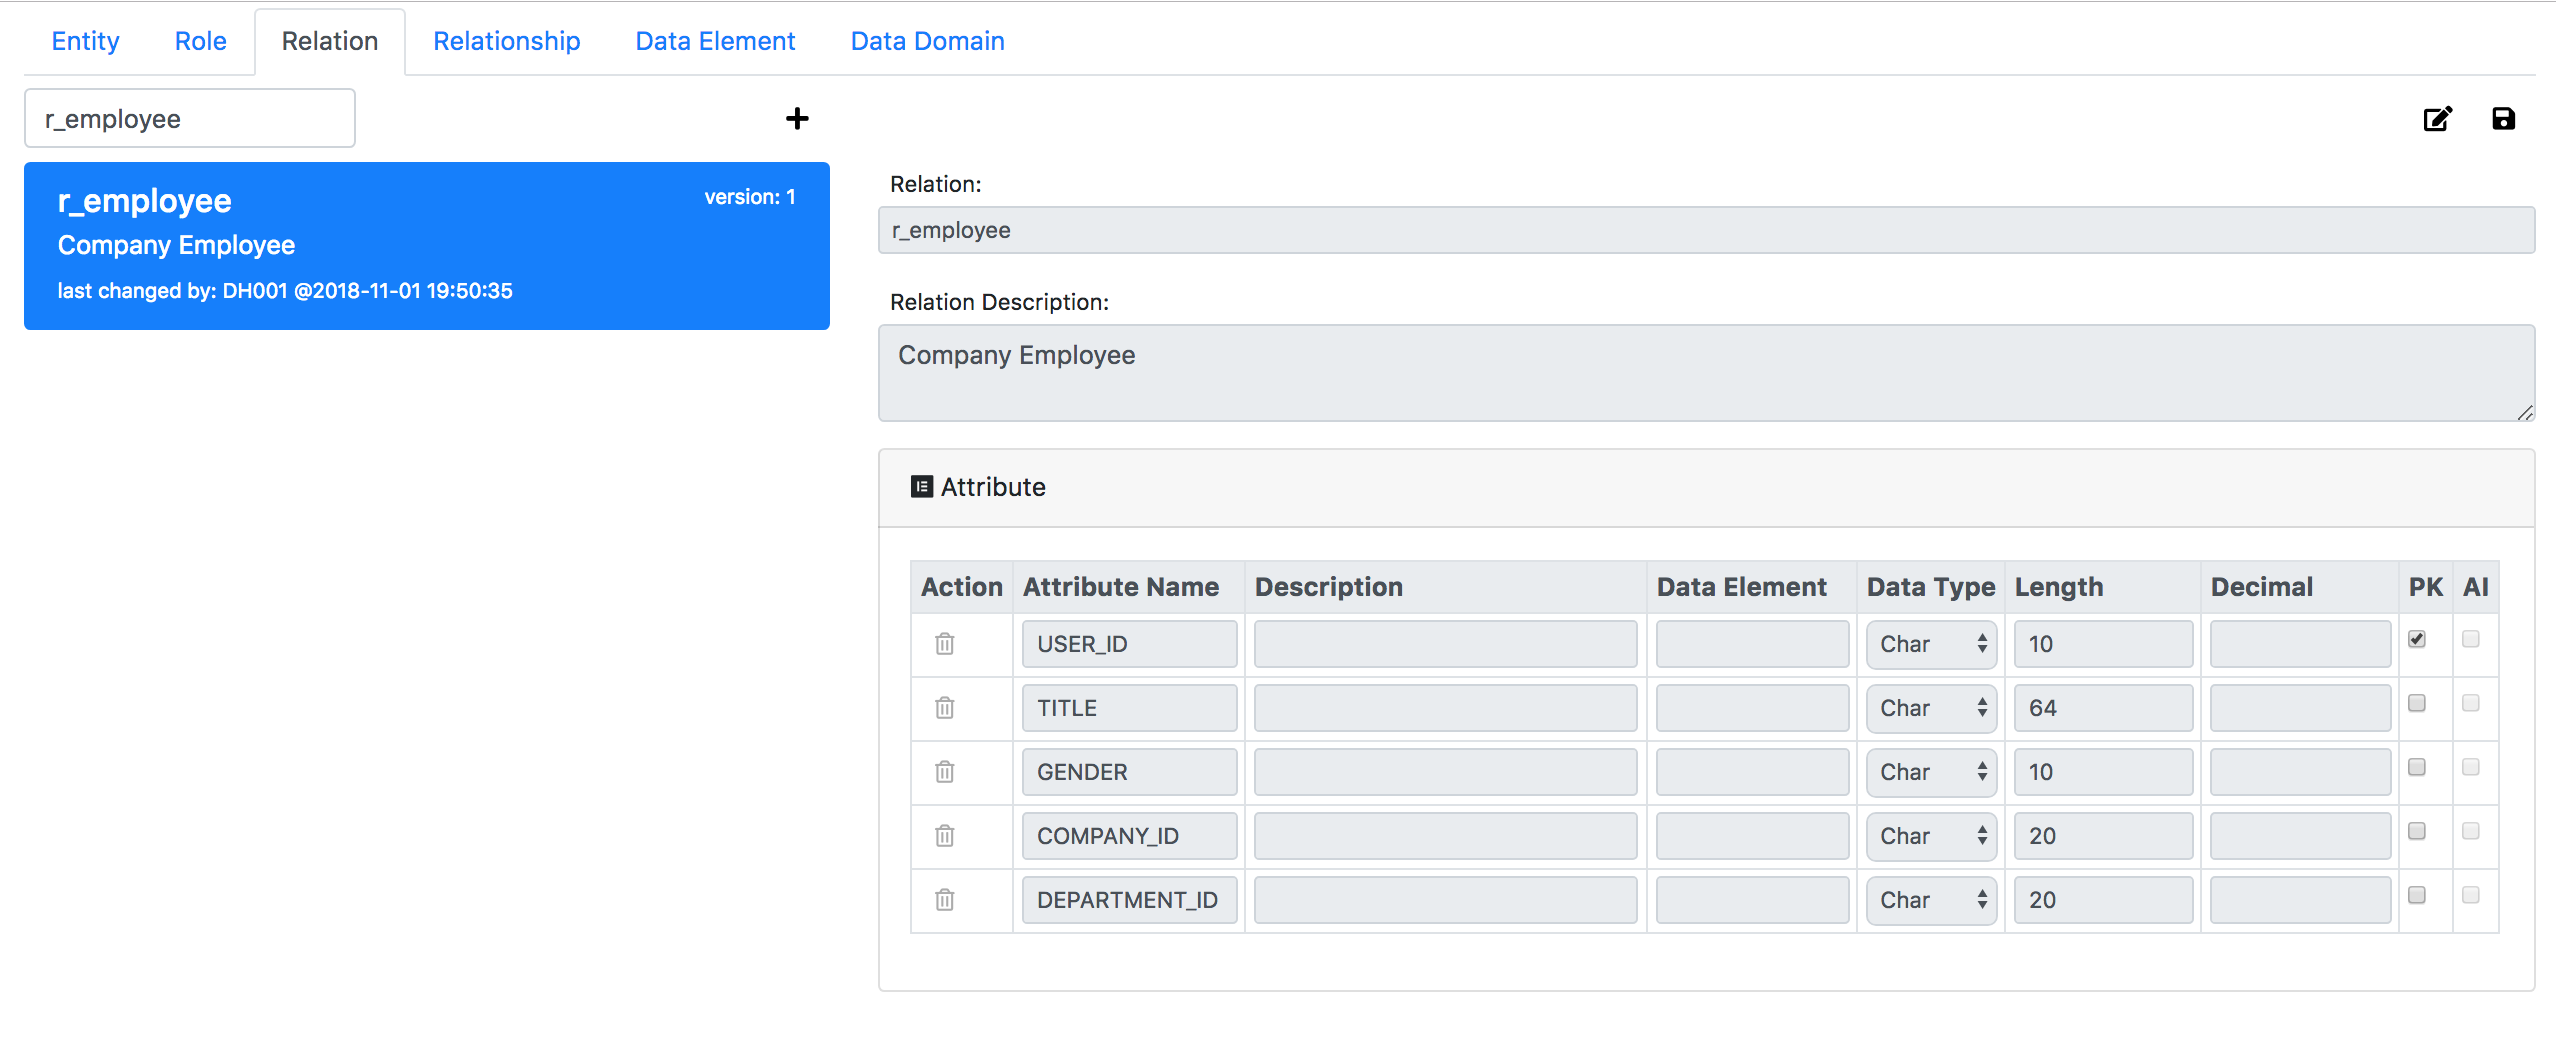 Entity Role Relation Relationship Data Element Data Domain
r_employee
r_employee version: 1
Company Employee
last changed by: DH001 @2018-11-01 19:50:35
Relation:
r_employee
Relation Description:
Company Employee
Attribute
Action Attribute Name Description Data Element Data Type Length Decimal PK AI
USER_ID Char 10
TITLE Char 64
GENDER Char 10
COMPANY_ID Char 20
DEPARTMENT_ID Char 20